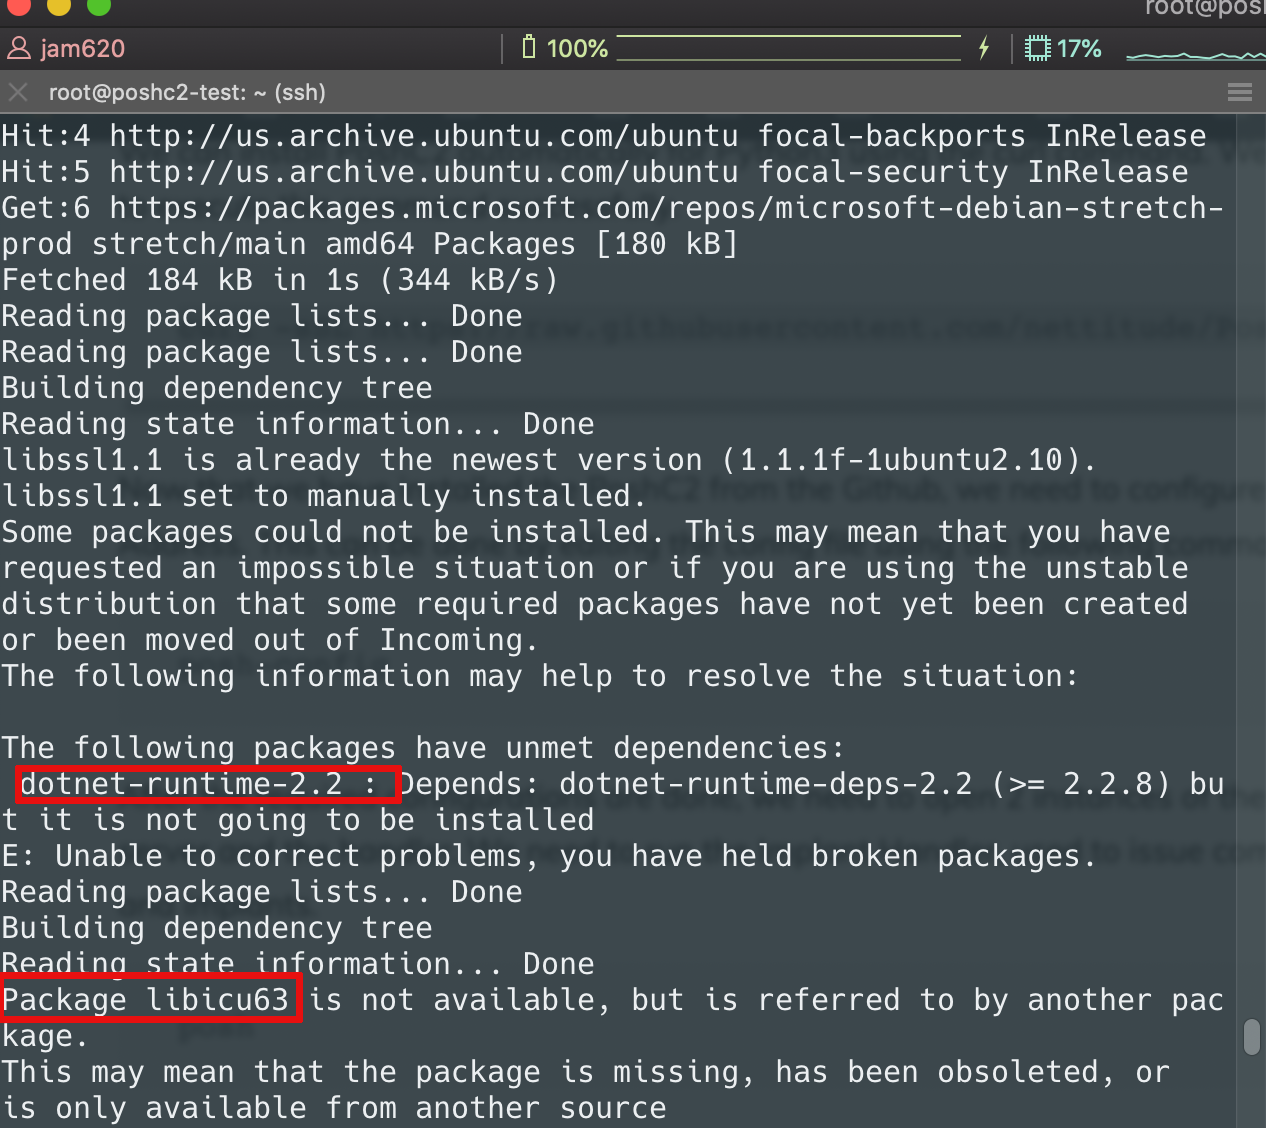 root@posh
jam620
100%
17%
root@poshc2-test: ~ (ssh)
Hit:4 http://us.archive.ubuntu.com/ubuntu focal-backports InRelease
Hit:5 http://us.archive.ubuntu.com/ubuntu focal-security InRelease
Get:6 https://packages.microsoft.com/repos/microsoft-debian-stretch-
prod stretch/main amd64 Packages [180 kB]
Fetched 184 kB in 1s (344 kB/s)
Reading package lists... Done
Reading package lists... Done
Building dependency tree
Reading state information... Done
libssl1.1 is already the newest version (1.1.1f-1ubuntu2.10).
libssl1.1 set to manually installed.
Some packages could not be installed. This may mean that you have
requested an impossible situation or if you are using the unstable
distribution that some required packages have not yet been created
or been moved out of Incoming.
The following information may help to resolve the situation:
The following packages have unmet dependencies:
dotnet-runtime-2.2 : Depends: dotnet-runtime-deps-2.2 (>= 2.2.8) bu
t it is not going to be installed
E: Unable to correct problems, you have held broken packages.
Reading package lists... Done
Building dependency tree
Reading state information... Done
Package libicu63 is not available, but is referred to by another pac
kage.
This may mean that the package is missing, has been obsoleted, or
is only available from another source